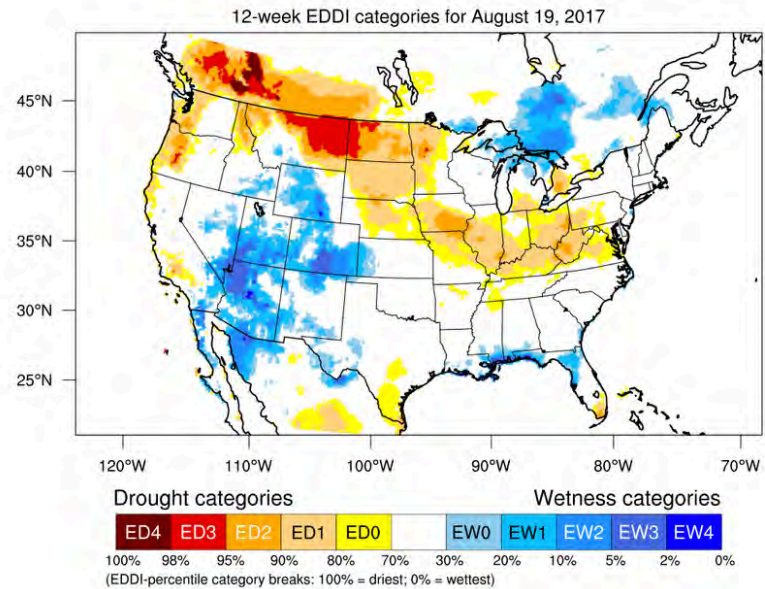 12-week EDDI categories for August 19, 2017
45°N
40°N
35°N
30°N
25°N
120°W 110°W 100°W 90°W 80°W 70°W
Drought categories Wetness categories
ED4 ED3 ED2 ED1 ED0 EW0 EW1 EW2 EW3 EW4
100% 98% 95% 90% 80% 70% 30% 20% 10% 5% 2% 0%
(EDDI-percentile category breaks: 100% = driest; 0% = wettest)